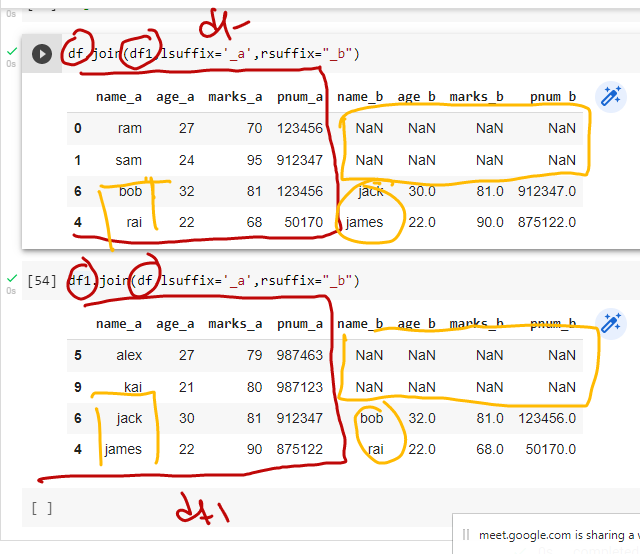 df-
0s
df.join(df1,lsuffix='_a',rsuffix="_b")
0s
name_a age_a marks_a pnum_a name_b age_b marks_b pnum_b
0 ram 27 70 123456 NaN NaN NaN NaN
1 sam 24 95 912347 NaN NaN NaN NaN
6 bob 32 81 123456 jack 30.0 81.0 912347.0
4 rai 22 68 50170 james 22.0 90.0 875122.0
[54] df1.join(df,lsuffix='_a',rsuffix="_b")
0s
name_a age_a marks_a pnum_a name_b age_b marks_b pnum_b
5 alex 27 79 987463 NaN NaN NaN NaN
9 kai 21 80 987123 NaN NaN NaN NaN
6 jack 30 81 912347 bob 32.0 81.0 123456.0
4 james 22 90 875122 rai 22.0 68.0 50170.0
df1
[ ]
meet.google.com is sharing a